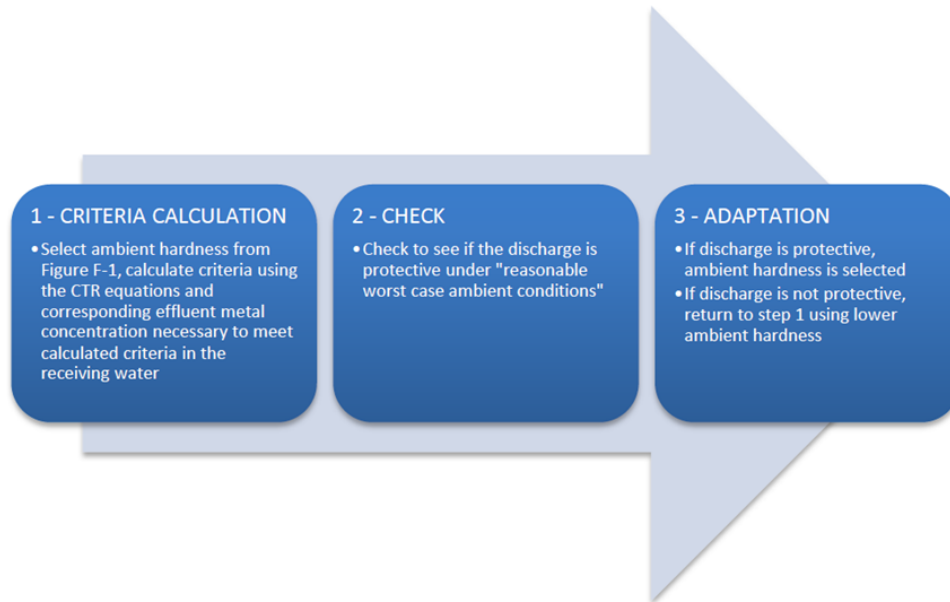 1 - CRITERIA CALCULATION
• Select ambient hardness from
Figure F-1, calculate criteria using
the CTR equations and
corresponding effluent metal
concentration necessary to meet
calculated criteria in the
receiving water
2 - CHECK
• Check to see if the discharge is
protective under "reasonable
worst case ambient conditions"
3 - ADAPTATION
• If discharge is protective,
ambient hardness is selected
• If discharge is not protective,
return to step 1 using lower
ambient hardness